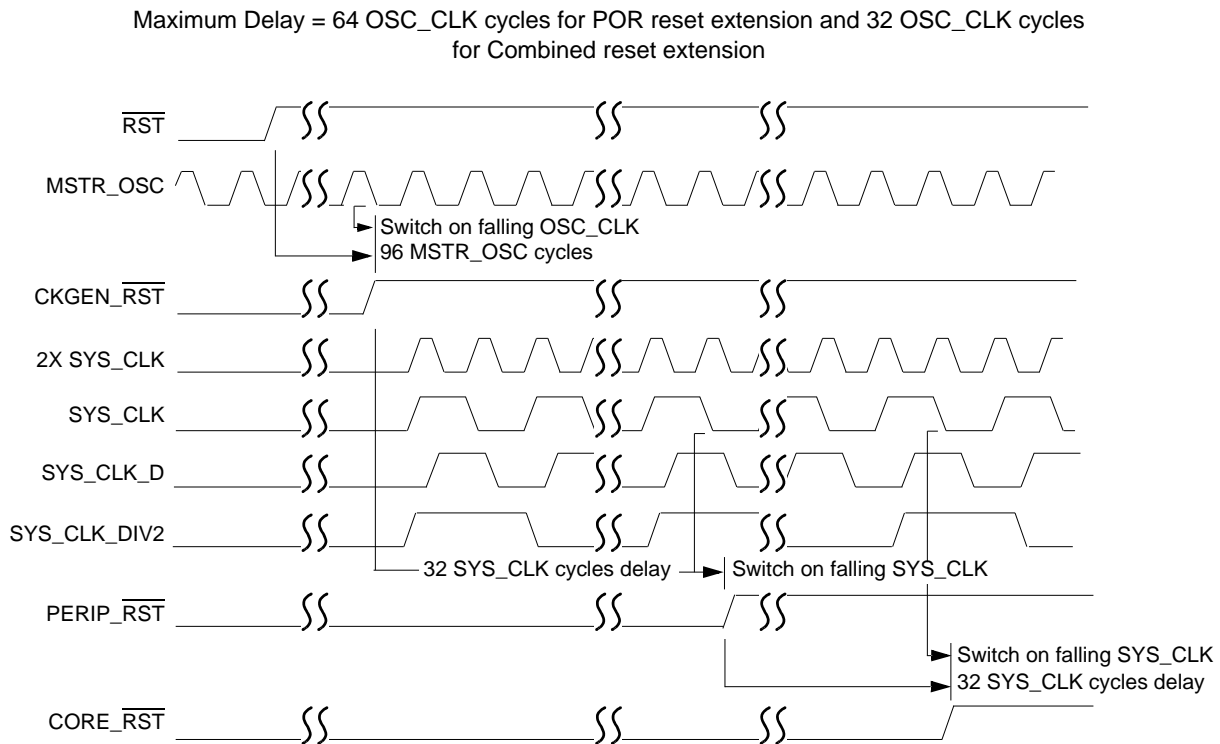 Maximum Delay = 64 OSC_CLK cycles for POR reset extension and 32 OSC_CLK cycles
for Combined reset extension
RST
MSTR_OSC
Switch on falling OSC_CLK
96 MSTR_OSC cycles
CKGEN_RST
2X SYS_CLK
SYS_CLK
SYS_CLK_D
SYS_CLK_DIV2
32 SYS_CLK cycles delay
Switch on falling SYS_CLK
PERIP_RST
Switch on falling SYS_CLK
32 SYS_CLK cycles delay
CORE_RST